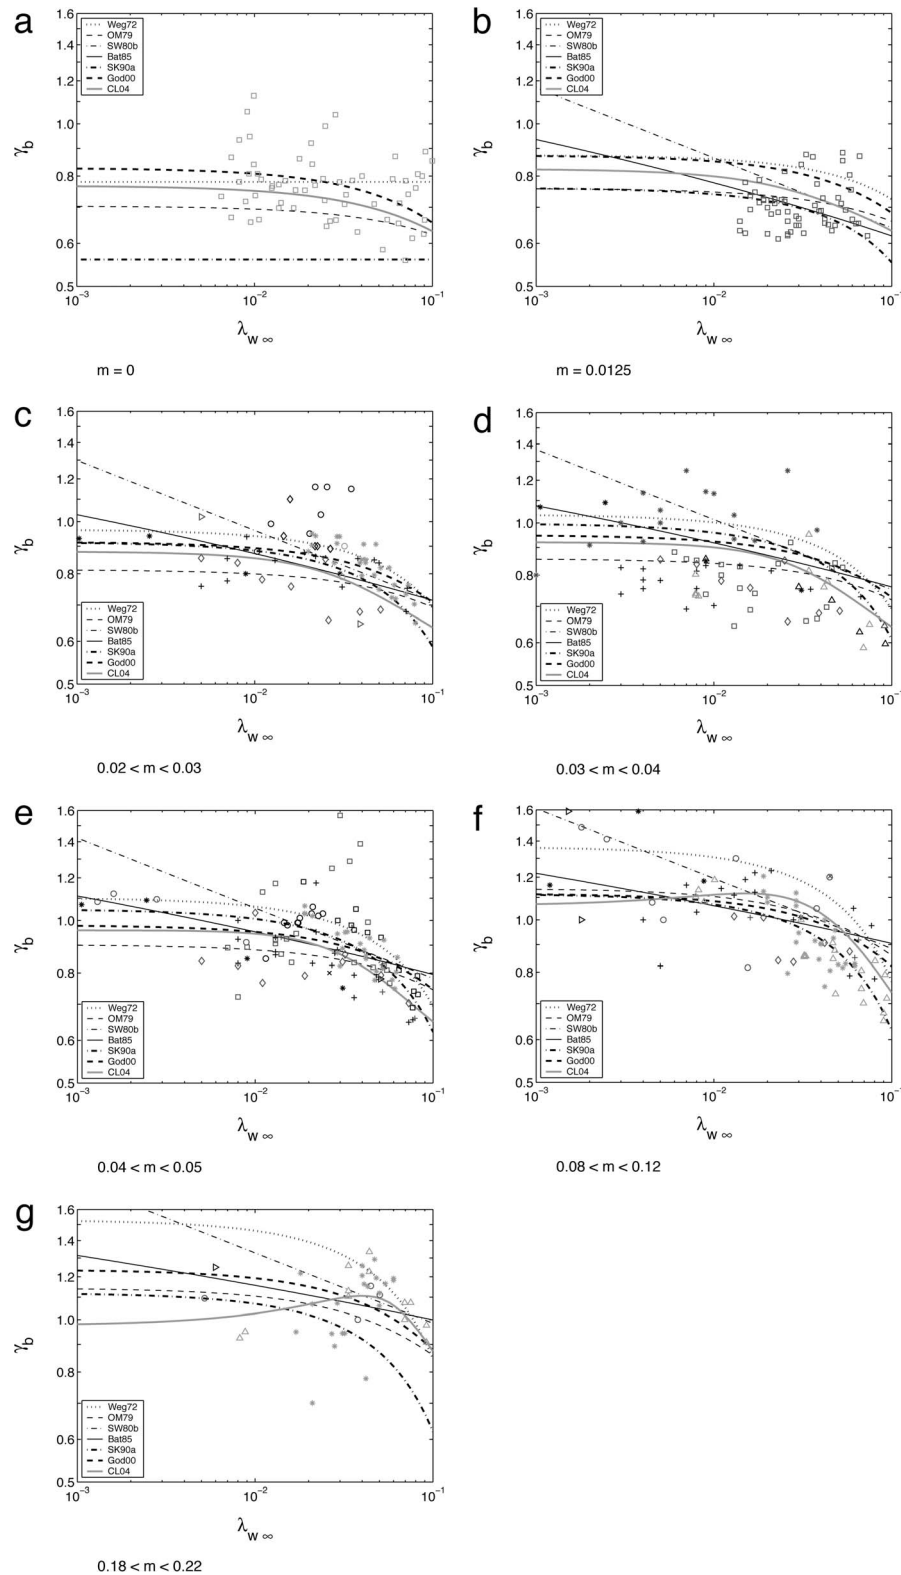 a
1.6
1.4
1.2
1.0
0.8
0.6
0.5
γb
Weg72
OM79
SW80b
Bat85
SK90a
God00
CL04
10−3
10−2
10−1
λw ∞
m = 0
b
1.6
1.4
1.2
1.0
0.8
0.6
0.5
γb
Weg72
OM79
SW80b
Bat85
SK90a
God00
CL04
10−3
10−2
10−1
λw ∞
m = 0.0125
c
1.6
1.4
1.2
1.0
0.8
0.6
0.5
γb
Weg72
OM79
SW80b
Bat85
SK90a
God00
CL04
10−3
10−2
10−1
λw ∞
0.02 < m < 0.03
d
1.6
1.4
1.2
1.0
0.8
0.6
0.5
γb
Weg72
OM79
SW80b
Bat85
SK90a
God00
CL04
10−3
10−2
10−1
λw ∞
0.03 < m < 0.04
e
1.6
1.4
1.2
1.0
0.8
0.6
0.5
γb
Weg72
OM79
SW80b
Bat85
SK90a
God00
CL04
10−3
10−2
10−1
λw ∞
0.04 < m < 0.05
f
1.6
1.4
1.2
1.0
0.8
0.6
0.5
γb
Weg72
OM79
SW80b
Bat85
SK90a
God00
CL04
10−3
10−2
10−1
λw ∞
0.08 < m < 0.12
g
1.6
1.4
1.2
1.0
0.8
0.6
0.5
γb
Weg72
OM79
SW80b
Bat85
SK90a
God00
CL04
10−3
10−2
10−1
λw ∞
0.18 < m < 0.22